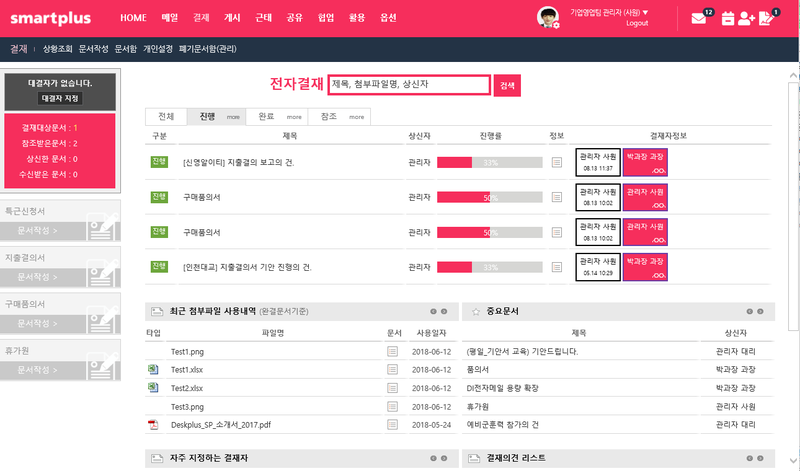 smartplus HOME 메일 결재 게시 근태 공유 협업 활용 옵션
기업영업팀 관리자 (사원) ▼
Logout
12
1
결재 상황조회 문서작성 문서함 개인설정 폐기문서함(관리)
대결자가 없습니다.
대결자 지정
결재대상문서 : 1
참조받은문서 : 2
상신한 문서 : 0
수신받은 문서 : 0
특근신청서
문서작성 >
지출결의서
문서작성 >
구매품의서
문서작성 >
휴가원
문서작성 >
전자결재 제목, 첨부파일명, 상신자 검색
전체 진행 more 완료 more 참조 more
구분 제목 상신자 진행률 정보 결재자정보
진행 [신영알이티] 지출결의 보고의 건. 관리자 33% 관리자 사원 박과장 과장
08.13 11:37
진행 구매품의서 관리자 50% 관리자 사원 관리자 사원
08.13 10:02
진행 구매품의서 관리자 50% 관리자 사원 관리자 사원
08.13 10:02
진행 [인천대교] 지출결의서 기안 진행의 건. 관리자 33% 관리자 사원 박과장 과장
05.14 10:29
최근 첨부파일 사용내역 (완결문서기준)
타입 파일명 문서 사용일자
Test1.png 2018-06-12
Test1.xlsx 2018-06-12
Test2.xlsx 2018-06-12
Test3.png 2018-06-12
Deskplus_SP_소개서_2017.pdf 2018-05-24
중요문서
제목 상신자
(평일_기안서 교육) 기안드립니다. 관리자 대리
품의서 박과장 과장
DI전자메일 용량 확장 박과장 과장
휴가원 관리자 사원
예비군훈력 참가의 건 관리자 대리
자주 지정하는 결재자
결재의견 리스트